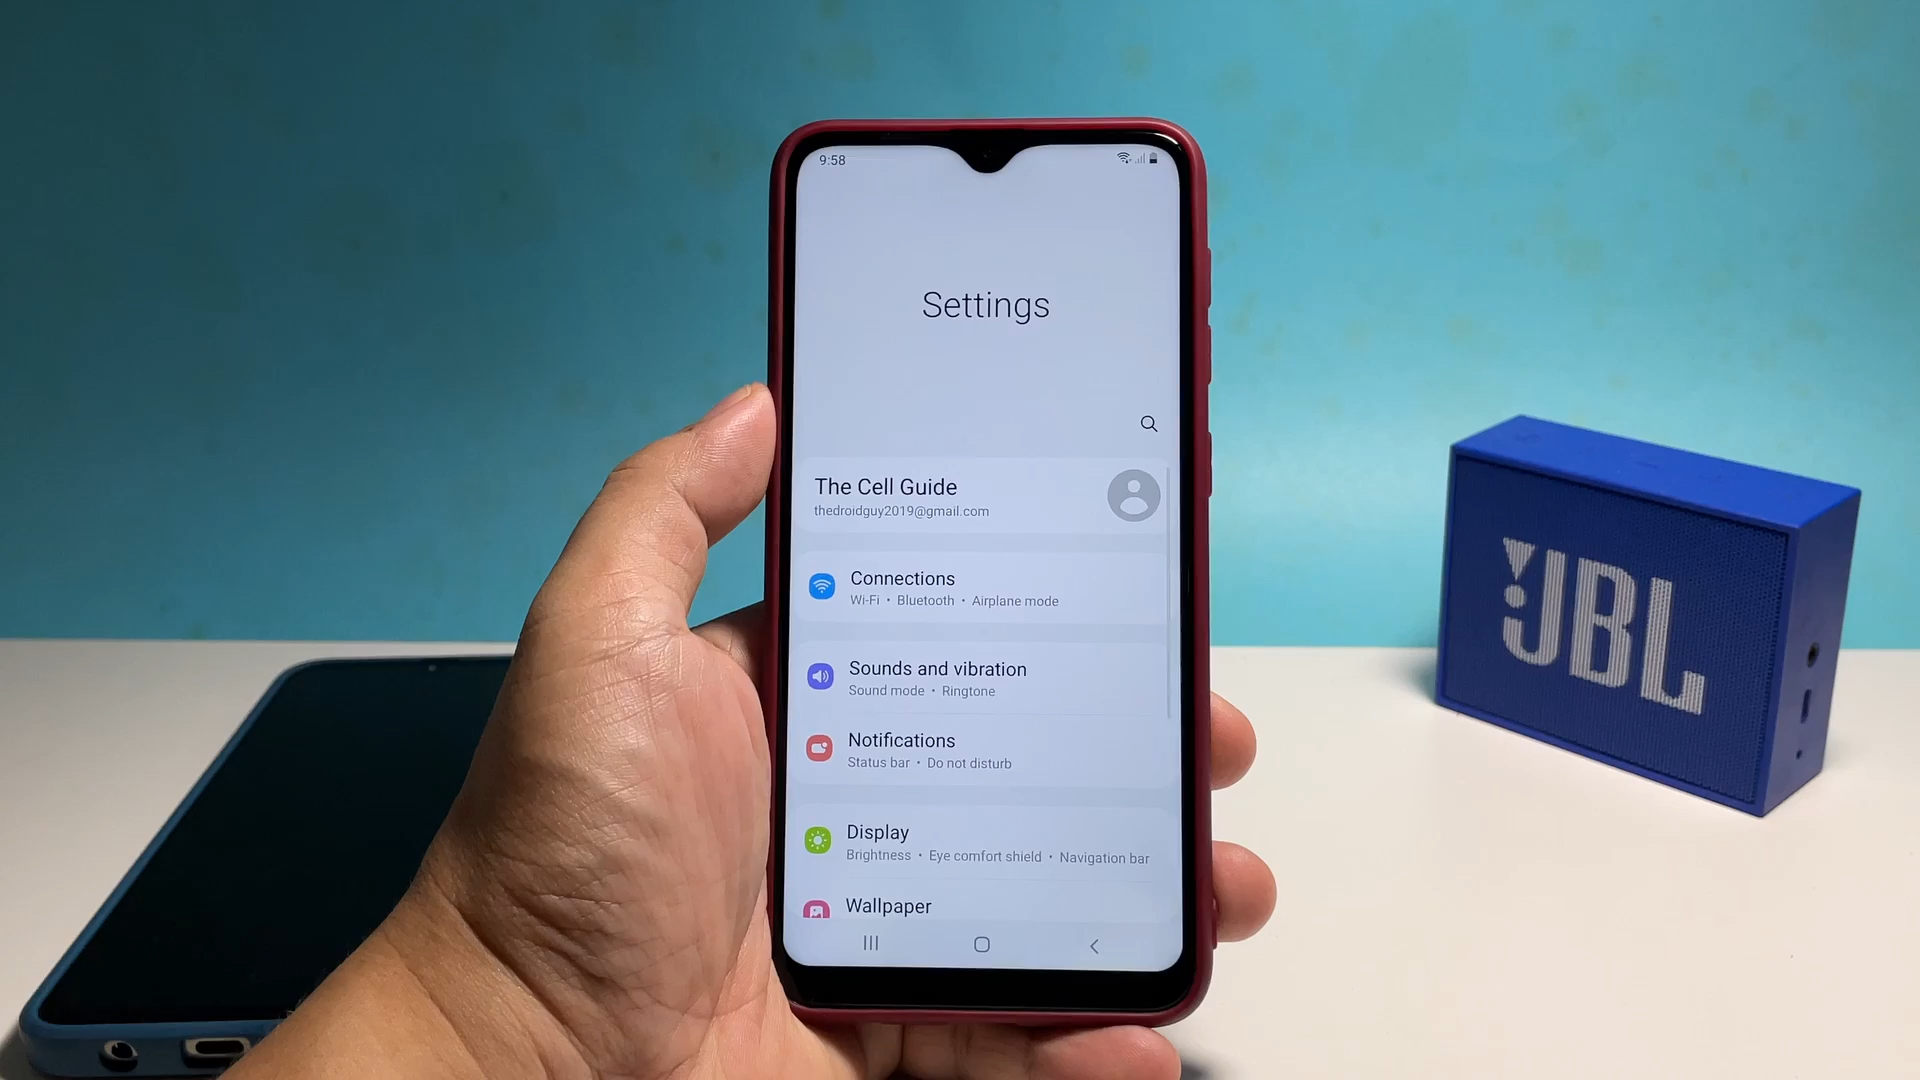 9:58
Settings
The Cell Guide
thedroidguy2019@gmail.com
Connections
Wi-Fi • Bluetooth • Airplane mode
Sounds and vibration
Sound mode • Ringtone
Notifications
Status bar • Do not disturb
Display
Brightness • Eye comfort shield • Navigation bar
Wallpaper
JBL